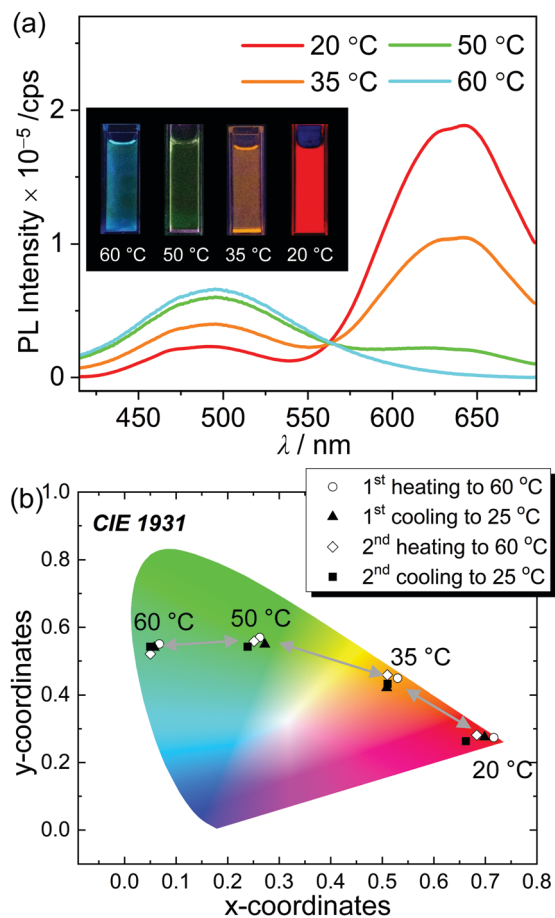 (a)
20 °C
50 °C
35 °C
60 °C
2
1
0
PL Intensity × 10⁻⁵ /cps
60 °C 50 °C 35 °C 20 °C
450 500 550 600 650
λ / nm
(b)
1st heating to 60 °C
1st cooling to 25 °C
2nd heating to 60 °C
2nd cooling to 25 °C
CIE 1931
1.0
0.8
0.6
0.4
0.2
0.0
y-coordinates
60 °C
50 °C
35 °C
20 °C
0.0 0.1 0.2 0.3 0.4 0.5 0.6 0.7 0.8
x-coordinates